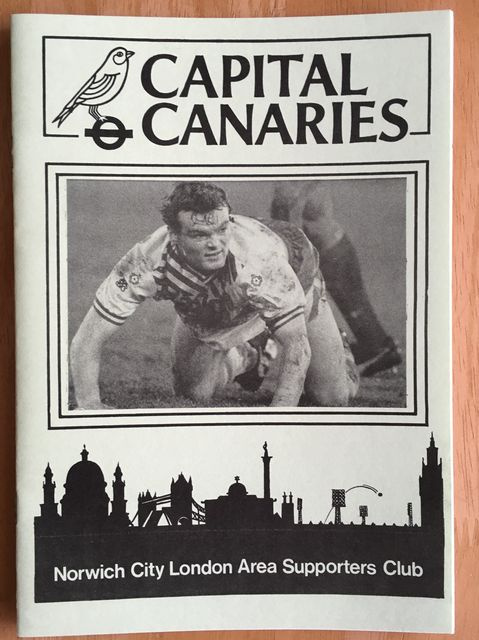 CAPITAL
CANARIES
Norwich City London Area Supporters Club